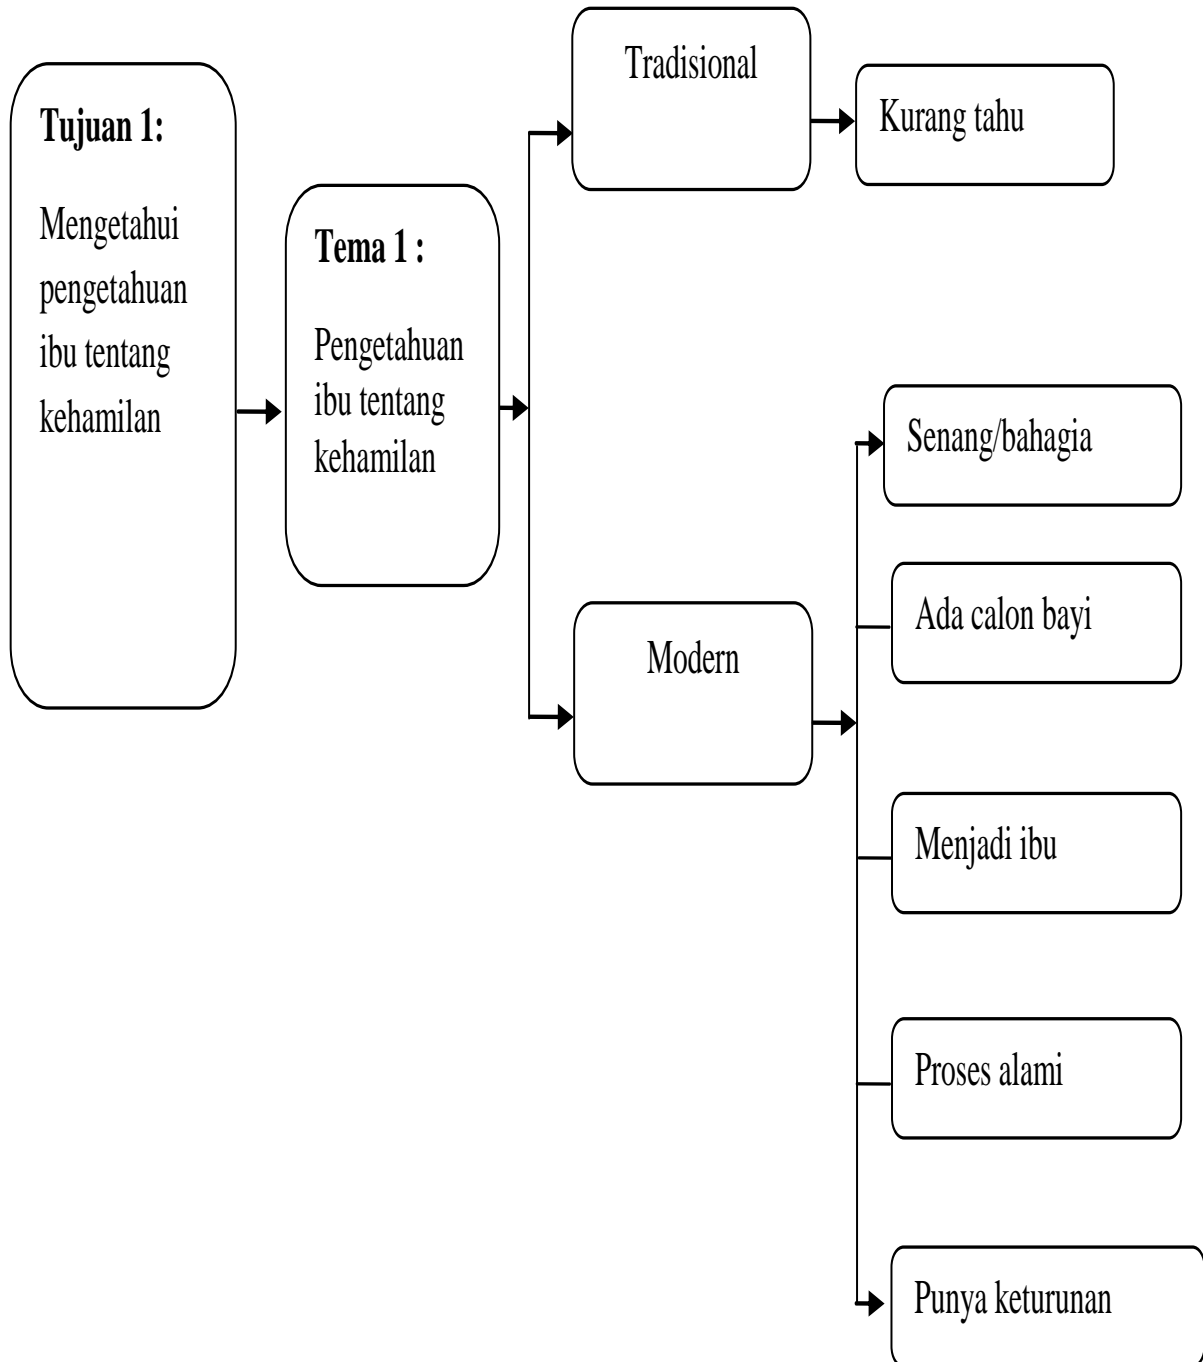 Tujuan 1:
Mengetahui
pengetahuan
ibu tentang
kehamilan
Tema 1 :
Pengetahuan
ibu tentang
kehamilan
Tradisional
Kurang tahu
Modern
Senang/bahagia
Ada calon bayi
Menjadi ibu
Proses alami
Punya keturunan